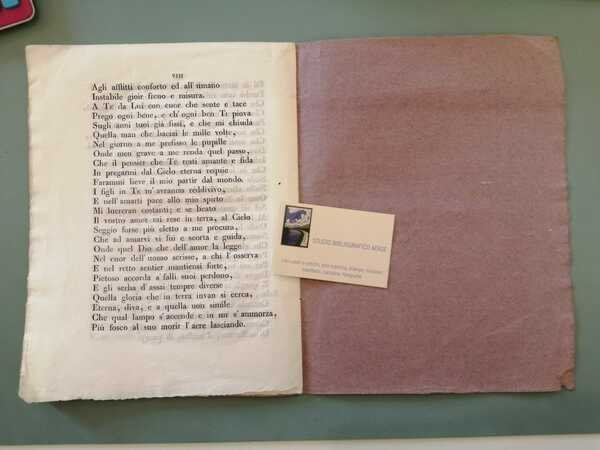 VIII
Agli afflitti conforto ed all'umano
Instabile gioir freno e misura.
A Te da Lui con cuor che sente e tace
Prego ogni bene, e ch'ogni ben Ti piova
Sugli anni tuoi già fissi, e che mi chiuda
Quella man che baciai le mille volte,
Nel giorno a me prefisso le pupille
Onde men grave a me renda quel passo,
Che il pensier che Te resti amante e fida
In pregarmi dal Cielo eterna requie
Farammi lieve il mio partir dal mondo.
I figli in Te m'avranno redivivo,
E nell'amarti pace allo mio spirto
Mi lucreran costanti; e se beato
Il vostro amor mi rese in terra, al Cielo
Seggio forse più eletto a me procura,
Che ad amarvi vi fui e scorta e guida,
Onde quel Dio che dell'amor la legge
Nel cuor dell'uomo scrisse, a chi l'osserva
E nel retto sentier mantiensi forte,
Pietoso accorda a falli suoi perdono,
E gli serba d'assai tempre diverse
Quella gloria che in terra invan si cerca,
Eterna, diva, e a quella non simile
Che qual lampo s'accende e in un s'ammorza,
Più fosco al suo morir l'aere lasciando.
STUDIO BIBLIOGRAFICO